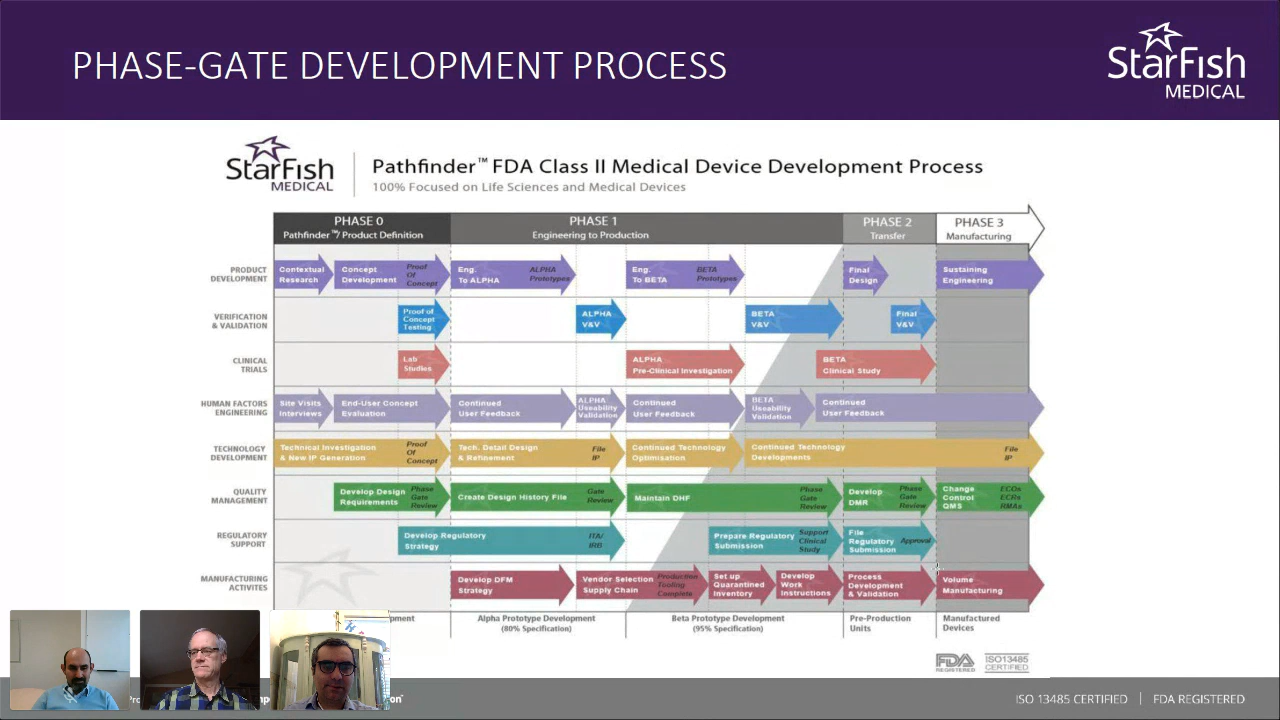 PHASE-GATE DEVELOPMENT PROCESS
StarFish
MEDICAL
StarFish
MEDICAL
Pathfinder™ FDA Class II Medical Device Development Process
100% Focused on Life Sciences and Medical Devices
PHASE 0
Pathfinder™/ Product Definition
PHASE 1
Engineering to Production
PHASE 2
Transfer
PHASE 3
Manufacturing
PRODUCT
DEVELOPMENT
Contextual
Research
Concept
Development
Proof
Of
Concept
Eng.
To ALPHA
ALPHA
Prototypes
Eng.
To BETA
BETA
Prototypes
Final
Design
Sustaining
Engineering
VERIFICATION
& VALIDATION
Proof of
Concept
Testing
ALPHA
V&V
BETA
V&V
Final
V&V
CLINICAL
TRIALS
Lab
Studies
ALPHA
Pre-Clinical Investigation
BETA
Clinical Study
HUMAN FACTORS
ENGINEERING
Site Visits
Interviews
End-User Concept
Evaluation
Continued
User Feedback
ALPHA
Useability
Validation
Continued
User Feedback
BETA
Useability
Validation
Continued
User Feedback
TECHNOLOGY
DEVELOPMENT
Technical Investigation
& New IP Generation
Proof
Of
Concept
Tech. Detail Design
& Refinement
File
IP
Continued Technology
Optimisation
Continued Technology
Developments
File
IP
QUALITY
MANAGEMENT
Develop Design
Requirements
Phase
Gate
Review
Create Design History File
Gate
Review
Maintain DHF
Phase
Gate
Review
Develop
DMR
Phase
Gate
Review
Change
Control
QMS
ECOs
ECRs
RMAs
REGULATORY
SUPPORT
Develop Regulatory
Strategy
ITA/
IRB
Prepare Regulatory
Submission
Support
Clinical
Study
File
Regulatory
Submission
Approval
MANUFACTURING
ACTIVITES
Develop DFM
Strategy
Vendor Selection
Supply Chain
Production
Tooling
Complete
Set up
Quarantined
Inventory
Develop
Work
Instructions
Process
Development
& Validation
Volume
Manufacturing
Alpha Prototype Development
(80% Specification)
Beta Prototype Development
(95% Specification)
Pre-Production
Units
Manufactured
Devices
FDA
REGISTERED
ISO13485
CERTIFIED
ISO 13485 CERTIFIED | FDA REGISTERED